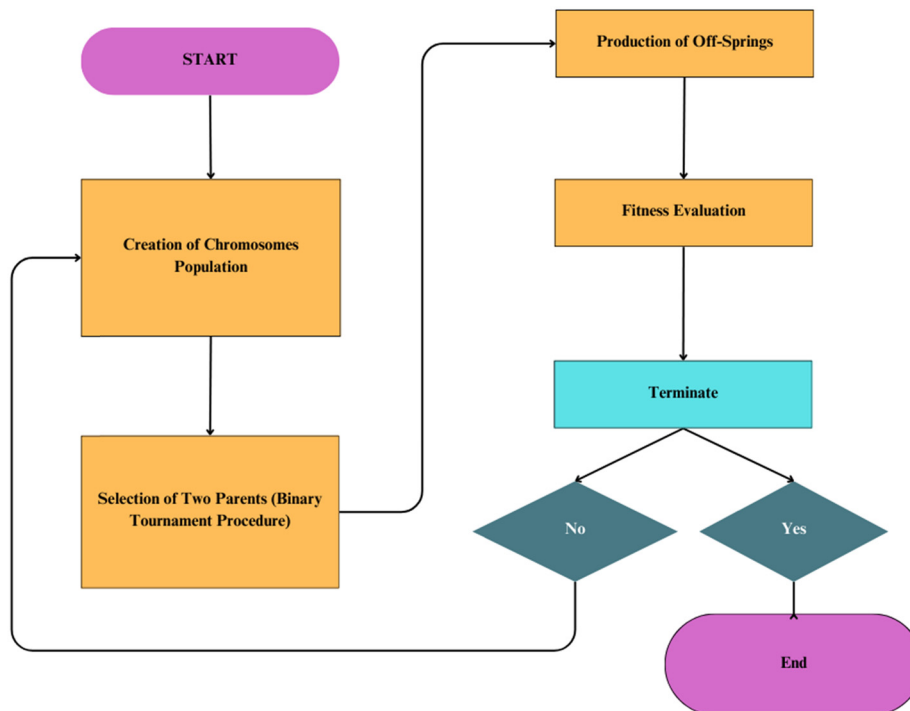 START
Creation of Chromosomes
Population
Selection of Two Parents (Binary
Tournament Procedure)
Production of Off-Springs
Fitness Evaluation
Terminate
No
Yes
End